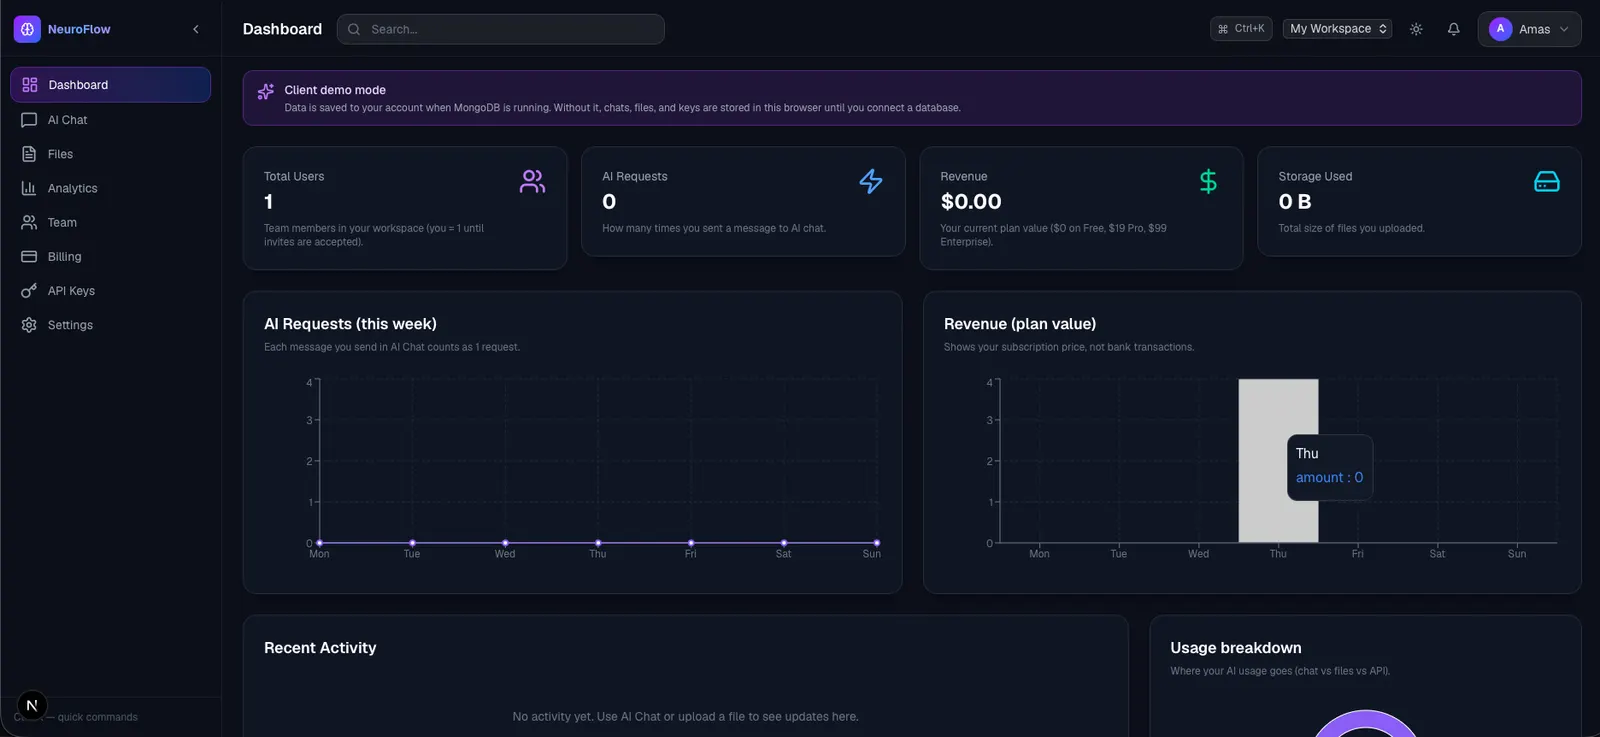 NeuroFlow
Dashboard
AI Chat
Files
Analytics
Team
Billing
API Keys
Settings
N
— quick commands
Dashboard
Search...
⌘ Ctrl+K
My Workspace
A
Amas
Client demo mode
Data is saved to your account when MongoDB is running. Without it, chats, files, and keys are stored in this browser until you connect a database.
Total Users
1
Team members in your workspace (you = 1 until
invites are accepted).
AI Requests
0
How many times you sent a message to AI chat.
Revenue
$0.00
Your current plan value ($0 on Free, $19 Pro, $99
Enterprise).
Storage Used
0 B
Total size of files you uploaded.
AI Requests (this week)
Each message you send in AI Chat counts as 1 request.
4
3
2
1
0
Mon Tue Wed Thu Fri Sat Sun
Revenue (plan value)
Shows your subscription price, not bank transactions.
4
3
2
1
0
Thu
amount : 0
Mon Tue Wed Thu Fri Sat Sun
Recent Activity
No activity yet. Use AI Chat or upload a file to see updates here.
Usage breakdown
Where your AI usage goes (chat vs files vs API).